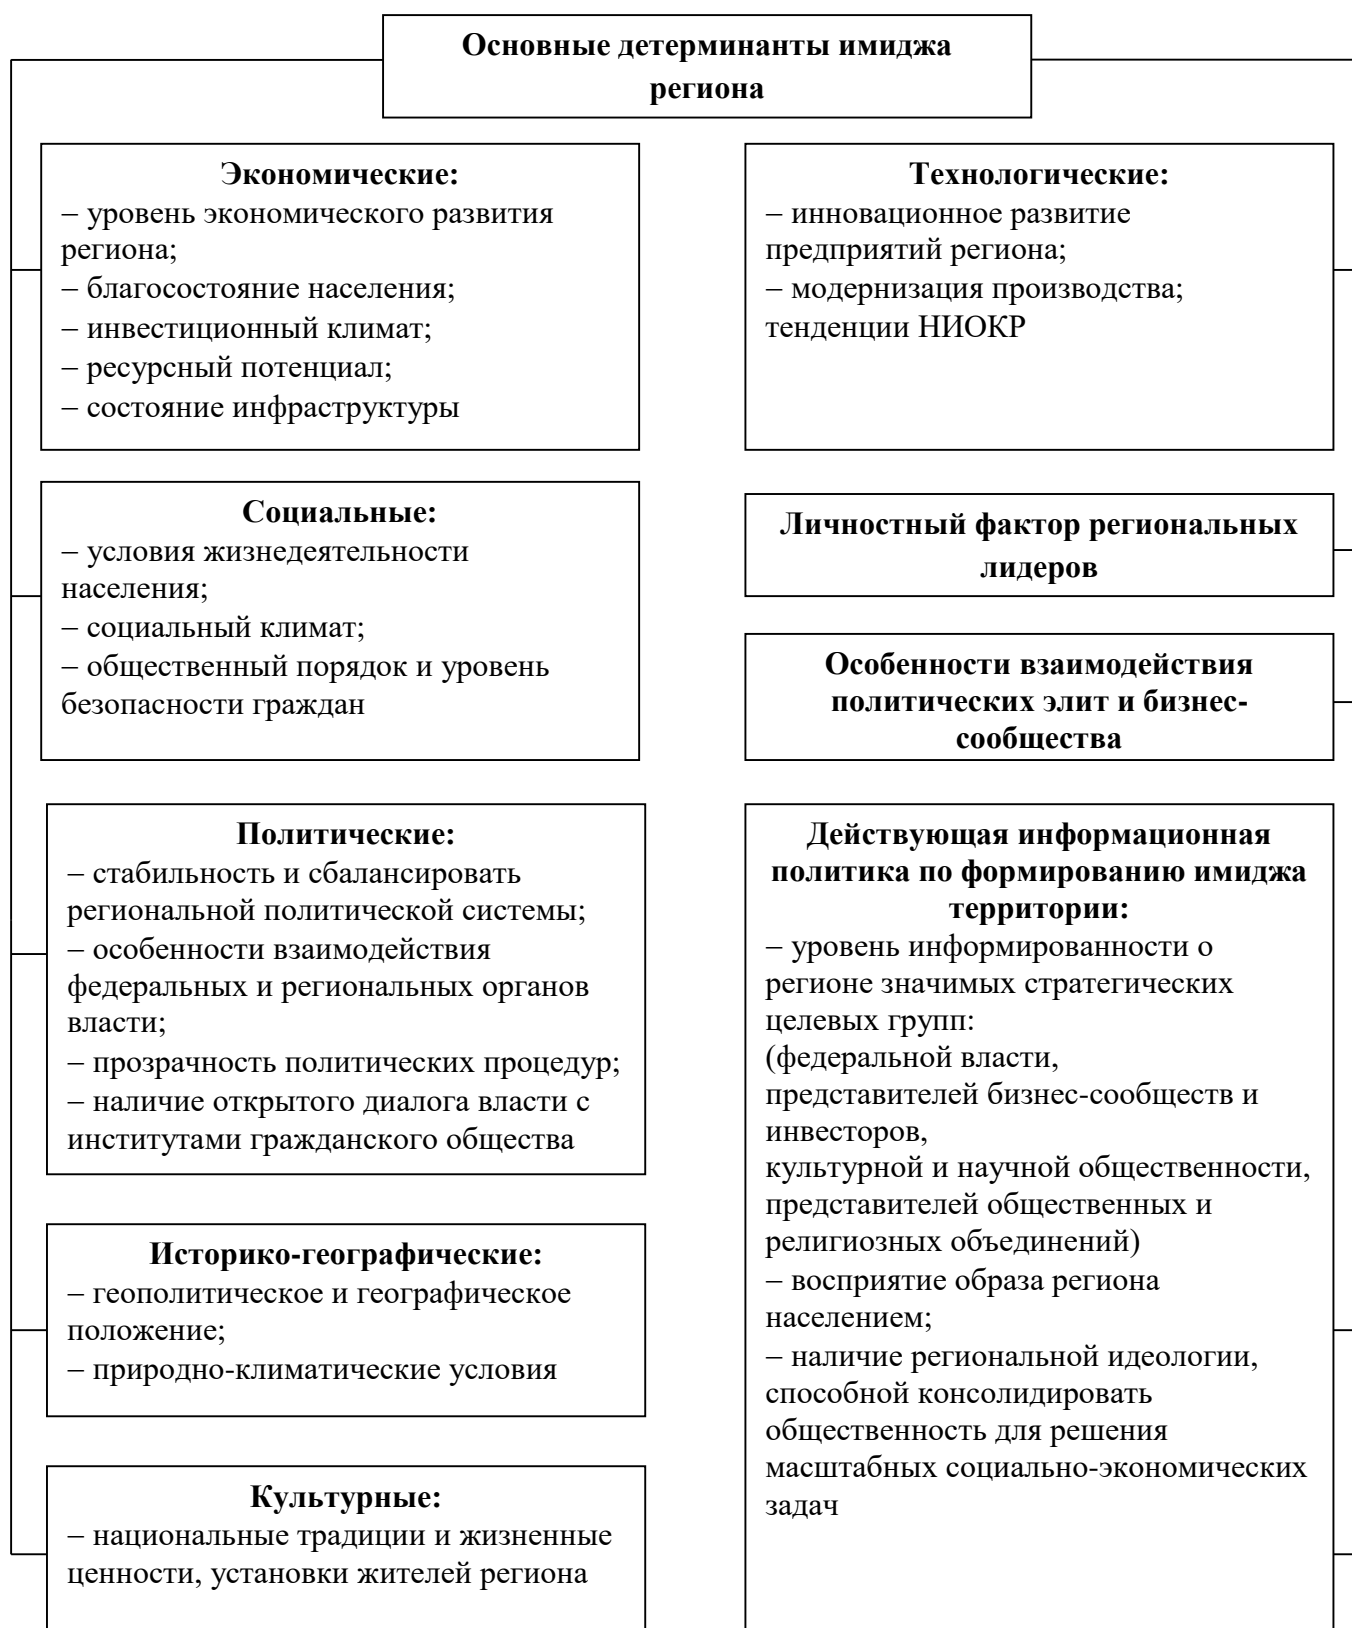 Основные детерминанты имиджа
региона
Экономические:
– уровень экономического развития
региона;
– благосостояние населения;
– инвестиционный климат;
– ресурсный потенциал;
– состояние инфраструктуры
Социальные:
– условия жизнедеятельности
населения;
– социальный климат;
– общественный порядок и уровень
безопасности граждан
Политические:
– стабильность и сбалансировать
региональной политической системы;
– особенности взаимодействия
федеральных и региональных органов
власти;
– прозрачность политических процедур;
– наличие открытого диалога власти с
институтами гражданского общества
Историко-географические:
– геополитическое и географическое
положение;
– природно-климатические условия
Культурные:
– национальные традиции и жизненные
ценности, установки жителей региона
Технологические:
– инновационное развитие
предприятий региона;
– модернизация производства;
тенденции НИОКР
Личностный фактор региональных
лидеров
Особенности взаимодействия
политических элит и бизнес-
сообщества
Действующая информационная
политика по формированию имиджа
территории:
– уровень информированности о
регионе значимых стратегических
целевых групп:
(федеральной власти,
представителей бизнес-сообществ и
инвесторов,
культурной и научной общественности,
представителей общественных и
религиозных объединений)
– восприятие образа региона
населением;
– наличие региональной идеологии,
способной консолидировать
общественность для решения
масштабных социально-экономических
задач